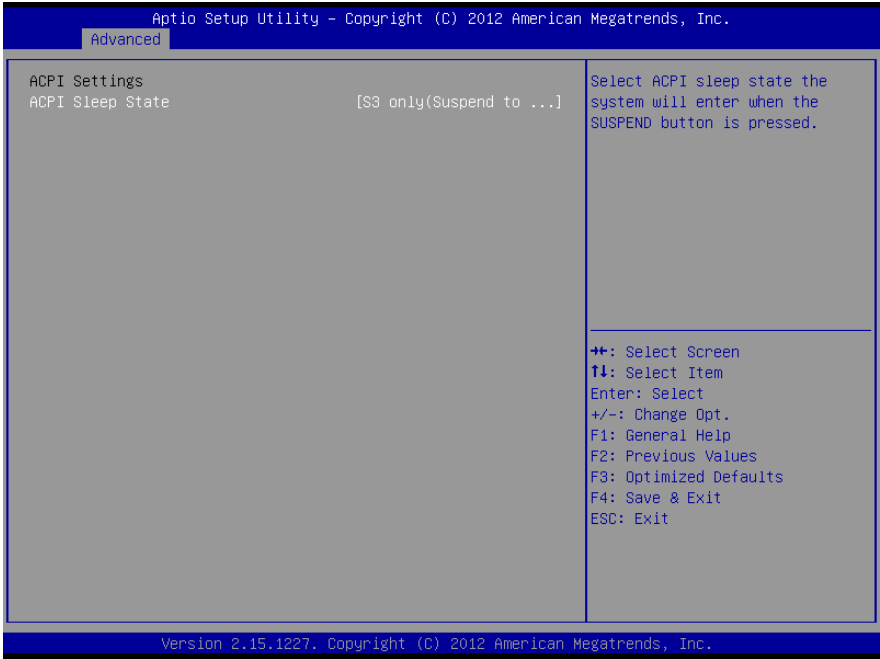 Aptio Setup Utility – Copyright (C) 2012 American Megatrends, Inc.
Advanced
ACPI Settings
ACPI Sleep State [S3 only(Suspend to ...]
Select ACPI sleep state the
system will enter when the
SUSPEND button is pressed.
→←: Select Screen
↑↓: Select Item
Enter: Select
+/-: Change Opt.
F1: General Help
F2: Previous Values
F3: Optimized Defaults
F4: Save & Exit
ESC: Exit
Version 2.15.1227. Copyright (C) 2012 American Megatrends, Inc.